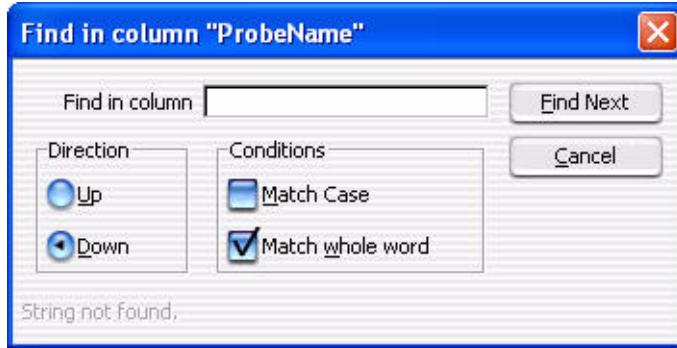 Find in column "ProbeName"
Find in column
Find Next
Direction
Conditions
Cancel
Up
Match Case
Down
Match whole word
String not found.